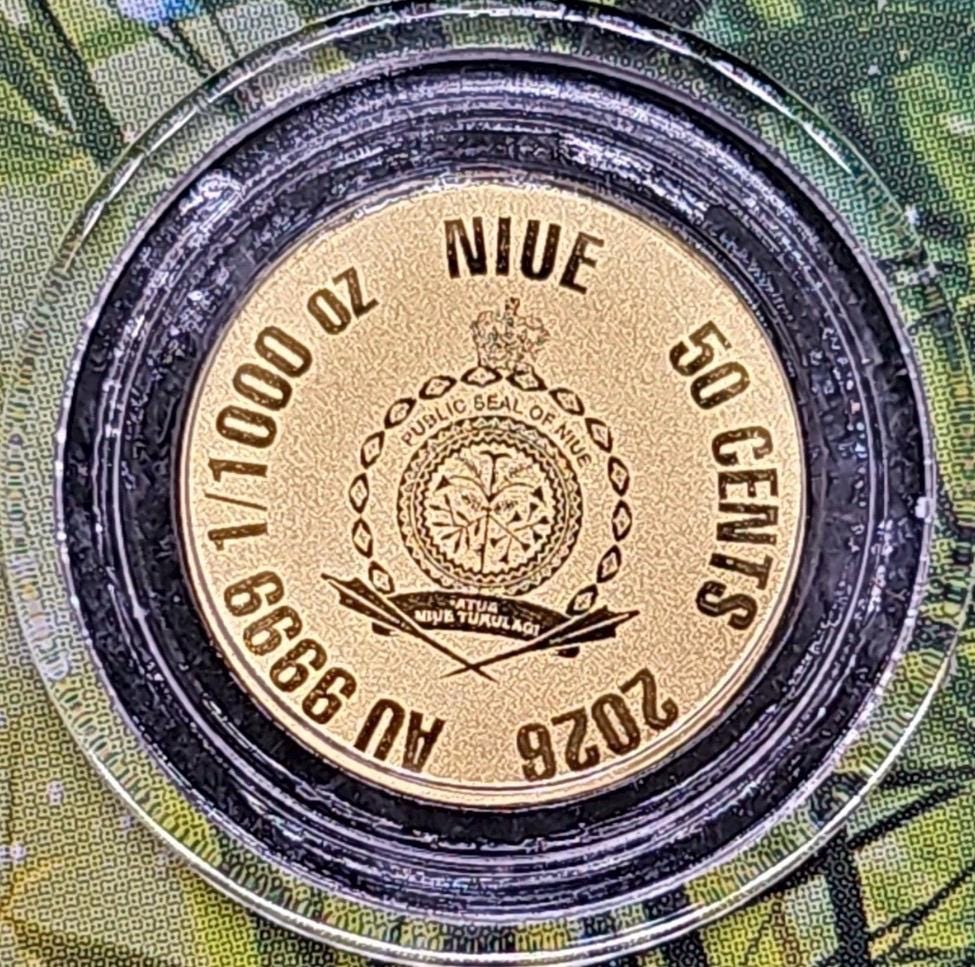 NIUE
50 CENTS
2026
AU 9999 1/1000 OZ
PUBLIC SEAL OF NIUE
ATUA
NIUE TUKULAGI